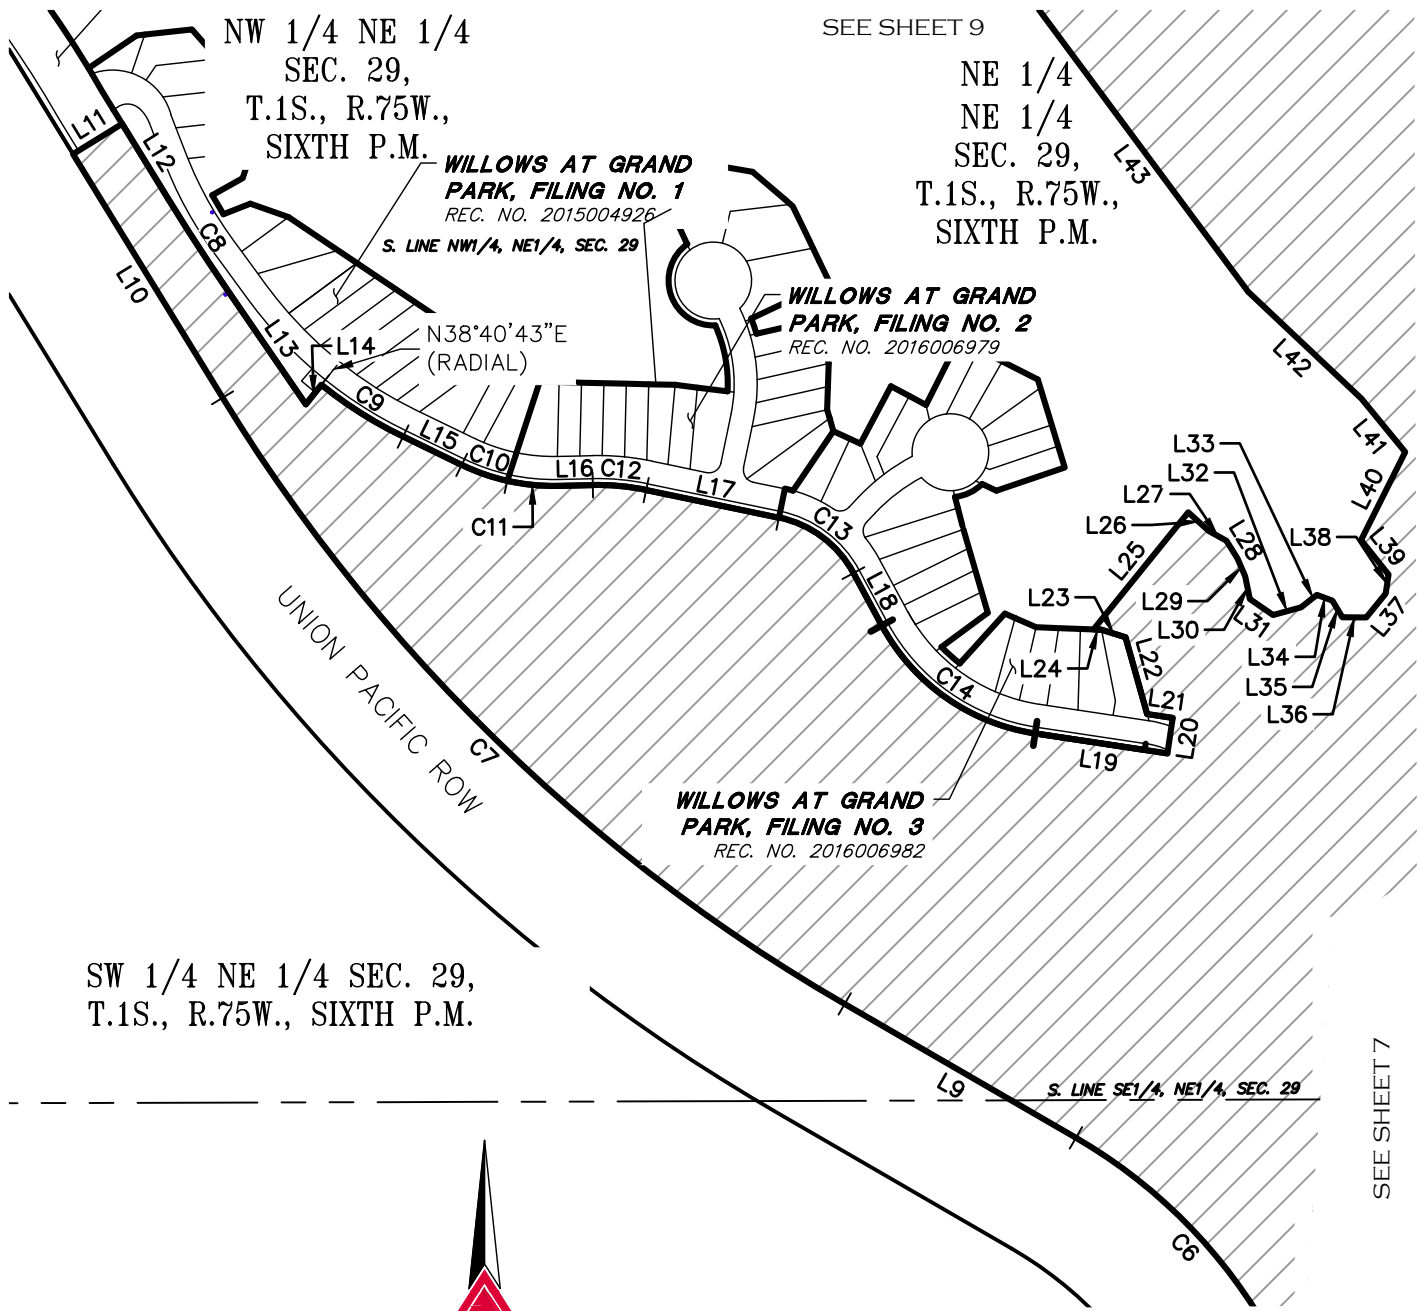 SEE SHEET 9
NW 1/4 NE 1/4
SEC. 29,
T.1S., R.75W.,
SIXTH P.M.
NE 1/4
NE 1/4
SEC. 29,
T.1S., R.75W.,
SIXTH P.M.
WILLOWS AT GRAND
PARK, FILING NO. 1
REC. NO. 2015004926
S. LINE NW1/4, NE1/4, SEC. 29
WILLOWS AT GRAND
PARK, FILING NO. 2
REC. NO. 2016006979
N38°40'43"E
(RADIAL)
L11
L12
C8
L10
L13
L14
C9
L15
C10
L16
C12
L17
C11
C13
L18
C14
L43
L42
L41
L40
L33
L32
L27
L26
L25
L28
L38
L39
L29
L30
L31
L37
L23
L24
L22
L34
L35
L36
L21
L20
L19
UNION PACIFIC ROW
C7
WILLOWS AT GRAND
PARK, FILING NO. 3
REC. NO. 2016006982
SW 1/4 NE 1/4 SEC. 29,
T.1S., R.75W., SIXTH P.M.
L9
S. LINE SE1/4, NE1/4, SEC. 29
SEE SHEET 7
C6